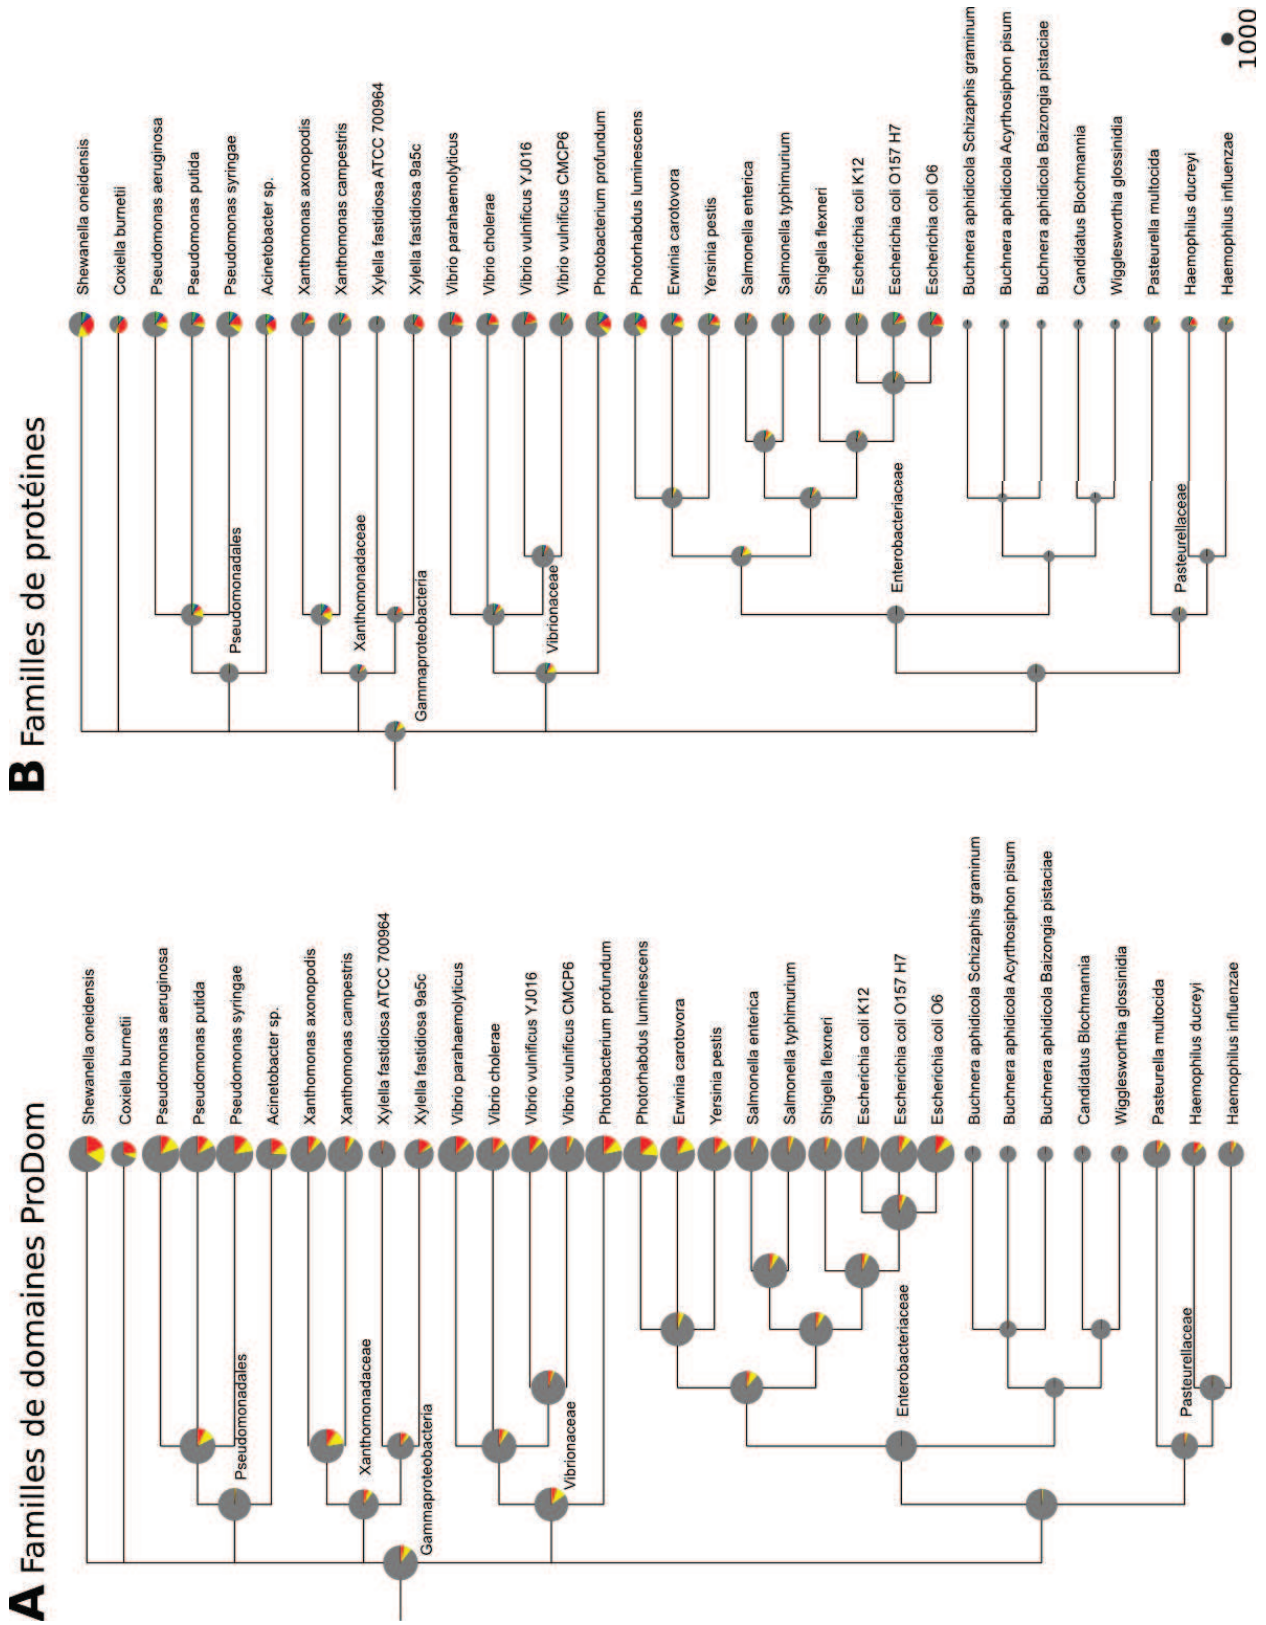 A Familles de domaines ProDom
Shewanella oneidensis
Coxiella burnetii
Pseudomonas aeruginosa
Pseudomonas putida
Pseudomonas syringae
Acinetobacter sp.
Xanthomonas axonopodis
Xanthomonas campestris
Xylella fastidiosa ATCC 700964
Xylella fastidiosa 9a5c
Vibrio parahaemolyticus
Vibrio cholerae
Vibrio vulnificus YJ016
Vibrio vulnificus CMCP6
Photobacterium profundum
Photorhabdus luminescens
Erwinia carotovora
Yersinia pestis
Salmonella enterica
Salmonella typhimurium
Shigella flexneri
Escherichia coli K12
Escherichia coli O157 H7
Escherichia coli O6
Buchnera aphidicola Schizaphis graminum
Buchnera aphidicola Acyrthosiphon pisum
Buchnera aphidicola Baizongia pistaciae
Candidatus Blochmannia
Wigglesworthia glossinidia
Pasteurella multocida
Haemophilus ducreyi
Haemophilus influenzae
Pseudomonadales
Xanthomonadaceae
Gammaproteobacteria
Vibrionaceae
Enterobacteriaceae
Pasteurellaceae
B Familles de protéines
Shewanella oneidensis
Coxiella burnetii
Pseudomonas aeruginosa
Pseudomonas putida
Pseudomonas syringae
Acinetobacter sp.
Xanthomonas axonopodis
Xanthomonas campestris
Xylella fastidiosa ATCC 700964
Xylella fastidiosa 9a5c
Vibrio parahaemolyticus
Vibrio cholerae
Vibrio vulnificus YJ016
Vibrio vulnificus CMCP6
Photobacterium profundum
Photorhabdus luminescens
Erwinia carotovora
Yersinia pestis
Salmonella enterica
Salmonella typhimurium
Shigella flexneri
Escherichia coli K12
Escherichia coli O157 H7
Escherichia coli O6
Buchnera aphidicola Schizaphis graminum
Buchnera aphidicola Acyrthosiphon pisum
Buchnera aphidicola Baizongia pistaciae
Candidatus Blochmannia
Wigglesworthia glossinidia
Pasteurella multocida
Haemophilus ducreyi
Haemophilus influenzae
Pseudomonadales
Xanthomonadaceae
Gammaproteobacteria
Vibrionaceae
Enterobacteriaceae
Pasteurellaceae
1000